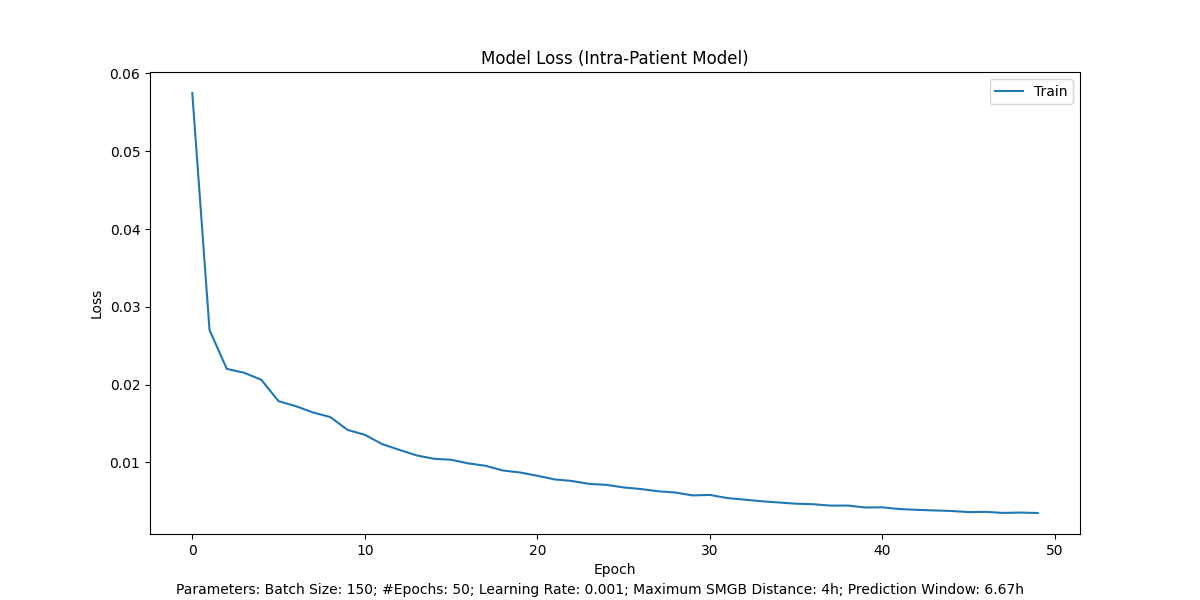 Model Loss (Intra-Patient Model)
Train
0.06
0.05
0.04
0.03
0.02
0.01
Loss
0 10 20 30 40 50
Epoch
Parameters: Batch Size: 150; #Epochs: 50; Learning Rate: 0.001; Maximum SMGB Distance: 4h; Prediction Window: 6.67h